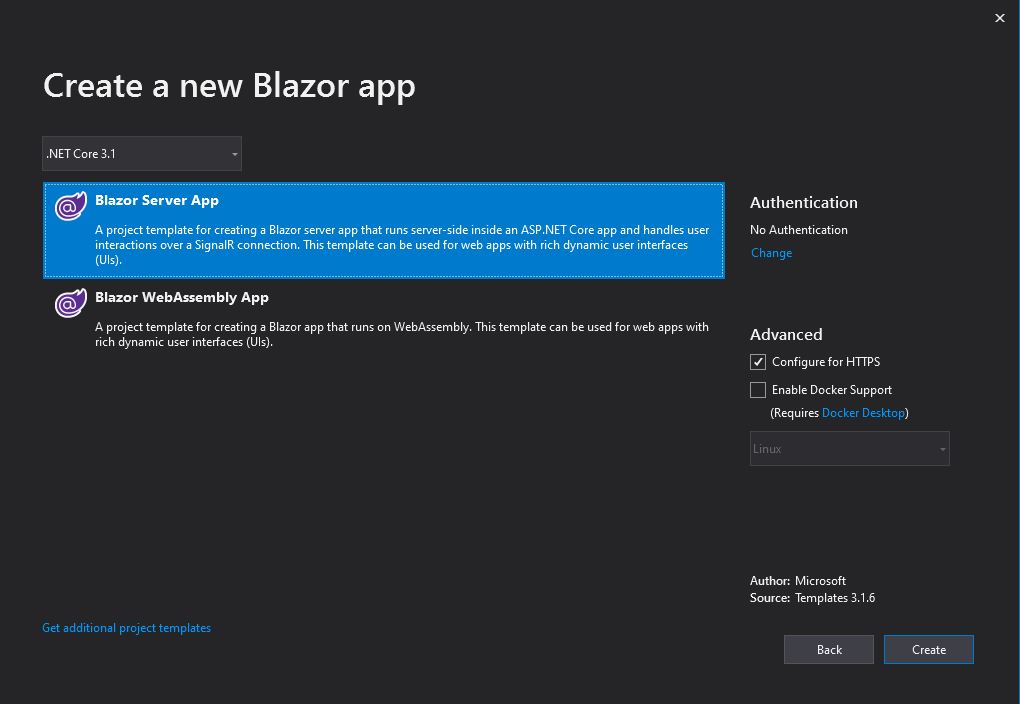 Create a new Blazor app
.NET Core 3.1
Blazor Server App
A project template for creating a Blazor server app that runs server-side inside an ASP.NET Core app and handles user
interactions over a SignalR connection. This template can be used for web apps with rich dynamic user interfaces
(UIs).
Blazor WebAssembly App
A project template for creating a Blazor app that runs on WebAssembly. This template can be used for web apps with
rich dynamic user interfaces (UIs).
Authentication
No Authentication
Change
Advanced
Configure for HTTPS
Enable Docker Support
(Requires Docker Desktop)
Linux
Author: Microsoft
Source: Templates 3.1.6
Get additional project templates
Back
Create